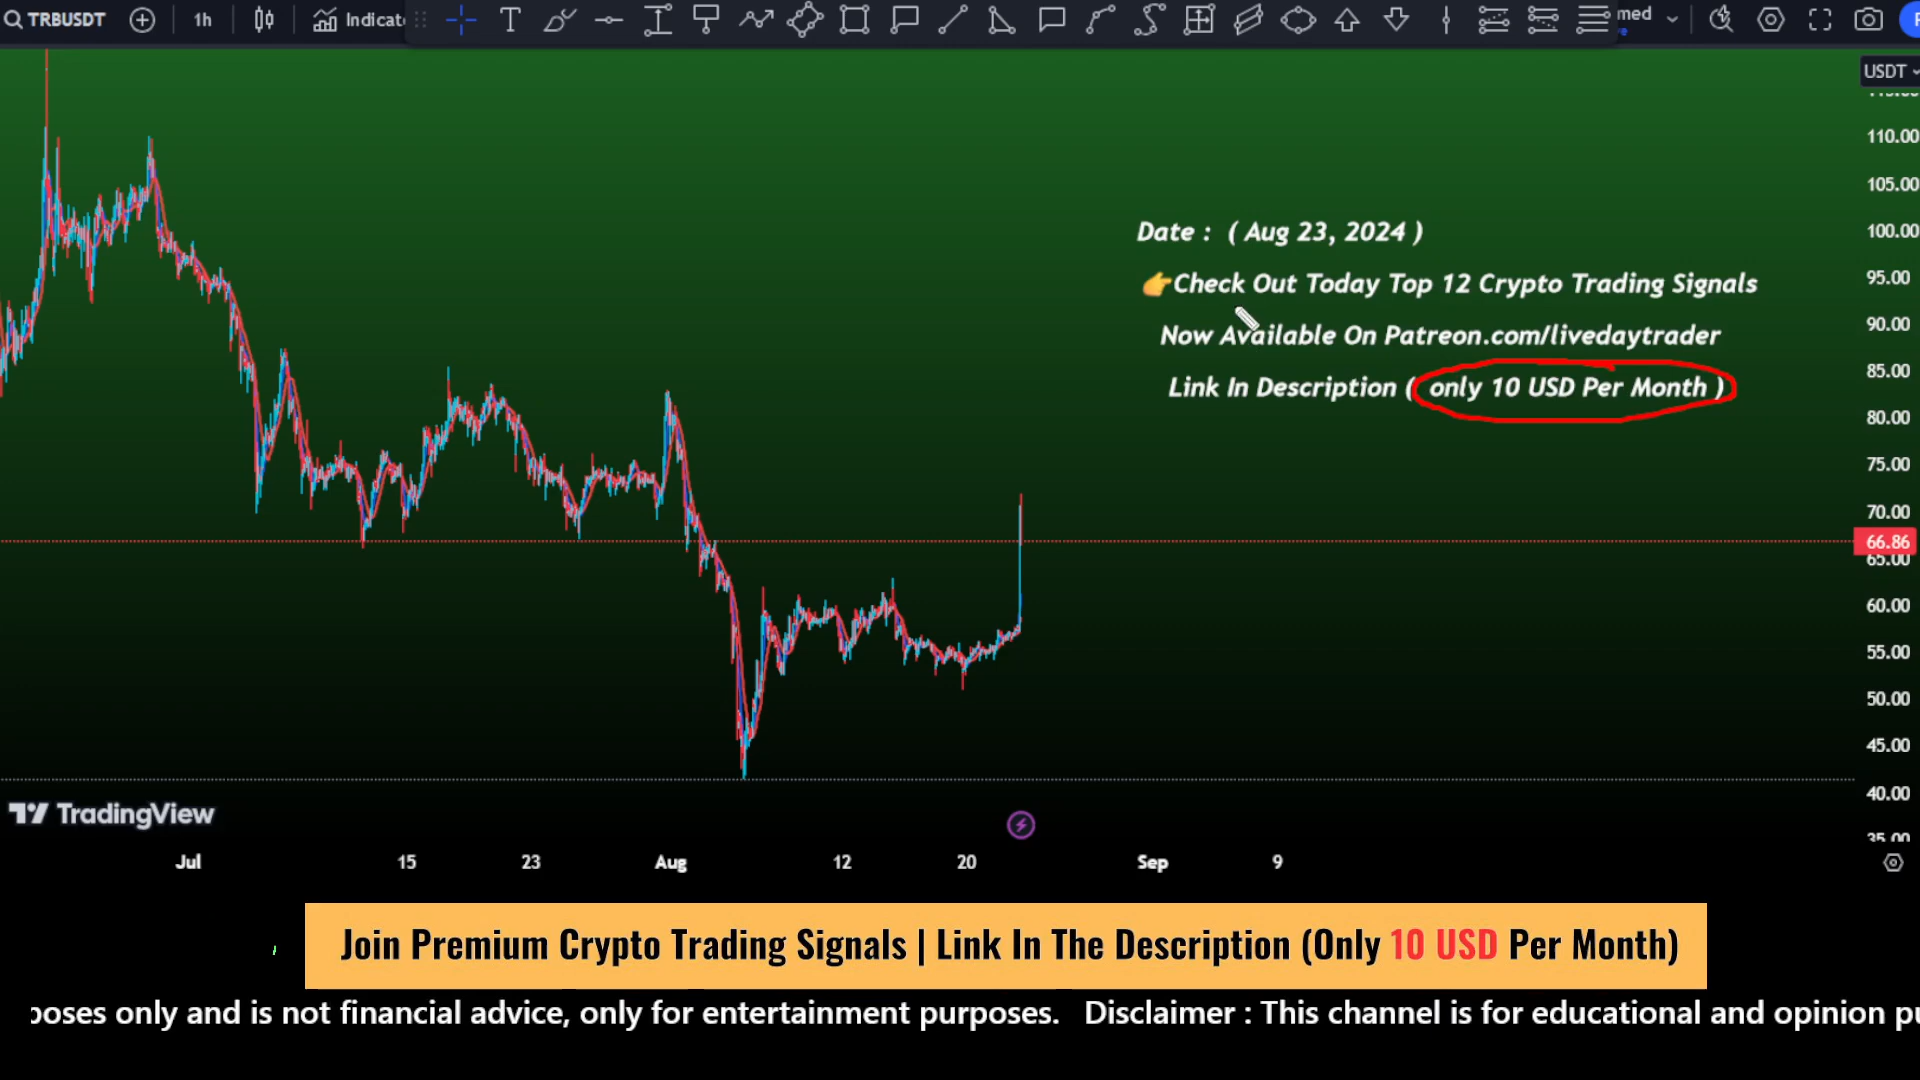 TRBUSDT 1h Indicat med
USDT
110.00
105.00
100.00
95.00
90.00
85.00
80.00
75.00
70.00
66.86
65.00
60.00
55.00
50.00
45.00
40.00
35.00
Date : ( Aug 23, 2024 )
👉Check Out Today Top 12 Crypto Trading Signals
Now Available On Patreon.com/livedaytrader
Link In Description ( only 10 USD Per Month )
TradingView
Jul 15 23 Aug 12 20 Sep 9
Join Premium Crypto Trading Signals | Link In The Description (Only 10 USD Per Month)
poses only and is not financial advice, only for entertainment purposes. Disclaimer : This channel is for educational and opinion pu